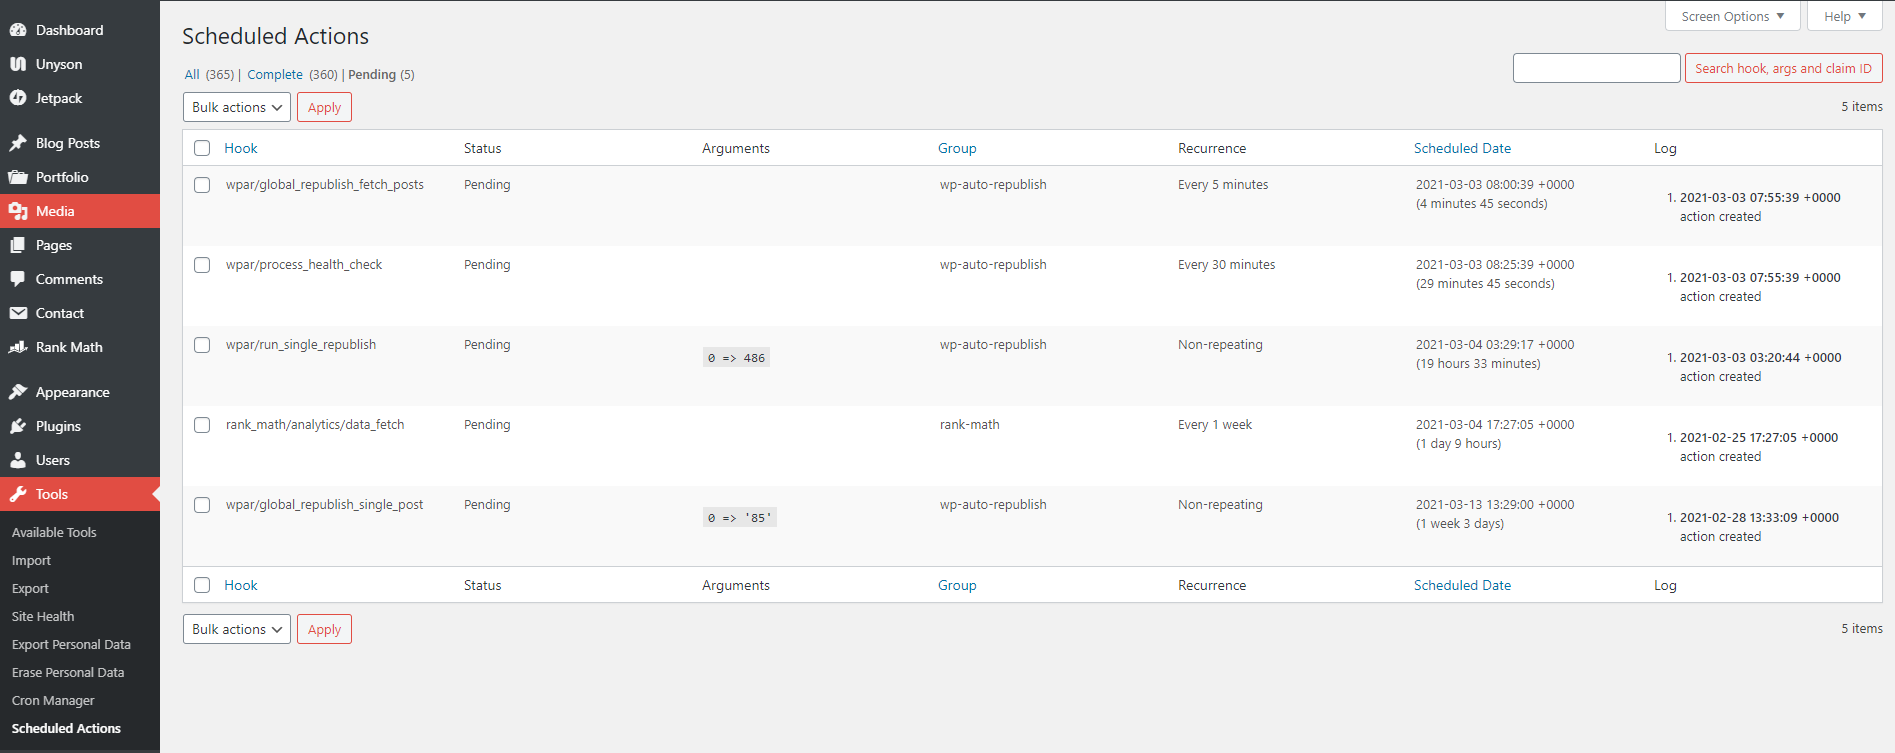 Dashboard
Unyson
Jetpack
Blog Posts
Portfolio
Media
Pages
Comments
Contact
Rank Math
Appearance
Plugins
Users
Tools
Available Tools
Import
Export
Site Health
Export Personal Data
Erase Personal Data
Cron Manager
Scheduled Actions
Screen Options
Help
Scheduled Actions
All (365) | Complete (360) | Pending (5)
Search hook, args and claim ID
Bulk actions
Apply
5 items
Hook Status Arguments Group Recurrence Scheduled Date Log
wpar/global_republish_fetch_posts Pending wp-auto-republish Every 5 minutes 2021-03-03 08:00:39 +0000
(4 minutes 45 seconds)
1. 2021-03-03 07:55:39 +0000
action created
wpar/process_health_check Pending wp-auto-republish Every 30 minutes 2021-03-03 08:25:39 +0000
(29 minutes 45 seconds)
1. 2021-03-03 07:55:39 +0000
action created
wpar/run_single_republish Pending 0 => 486 wp-auto-republish Non-repeating 2021-03-04 03:29:17 +0000
(19 hours 33 minutes)
1. 2021-03-03 03:20:44 +0000
action created
rank_math/analytics/data_fetch Pending rank-math Every 1 week 2021-03-04 17:27:05 +0000
(1 day 9 hours)
1. 2021-02-25 17:27:05 +0000
action created
wpar/global_republish_single_post Pending 0 => '85' wp-auto-republish Non-repeating 2021-03-13 13:29:00 +0000
(1 week 3 days)
1. 2021-02-28 13:33:09 +0000
action created
Hook Status Arguments Group Recurrence Scheduled Date Log
Bulk actions
Apply
5 items